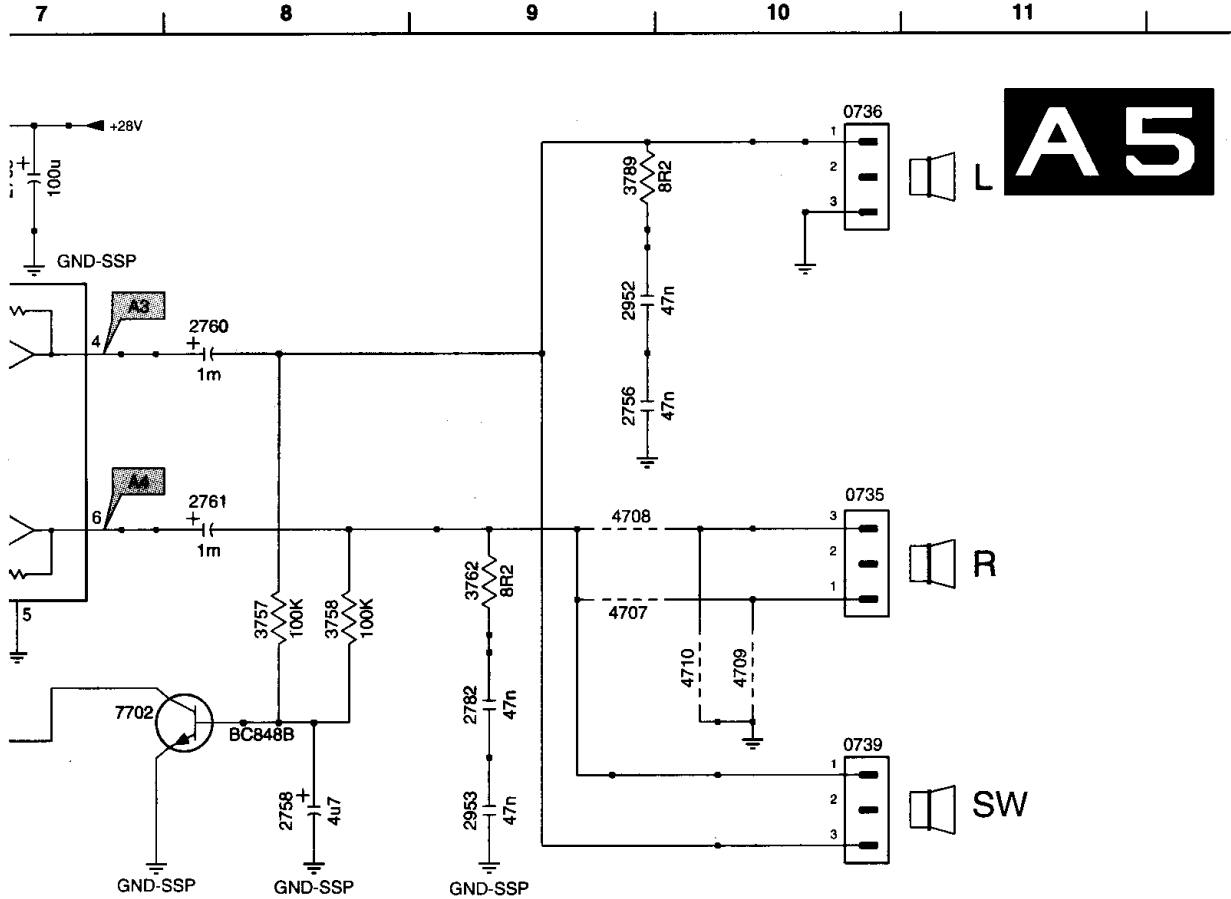 7 8 9 10 11
A5
+28V
100u
GND-SSP
0736
1
2
3
L
3789
8R2
2952
47n
2756
47n
A3
4
2760
+
1m
A4
6
2761
+
1m
5
3757
100K
3758
100K
3762
8R2
2782
47n
2953
47n
4708
4707
4710
4709
0735
3
2
1
R
7702
BC848B
2758
+
4u7
0739
1
2
3
SW
GND-SSP
GND-SSP
GND-SSP